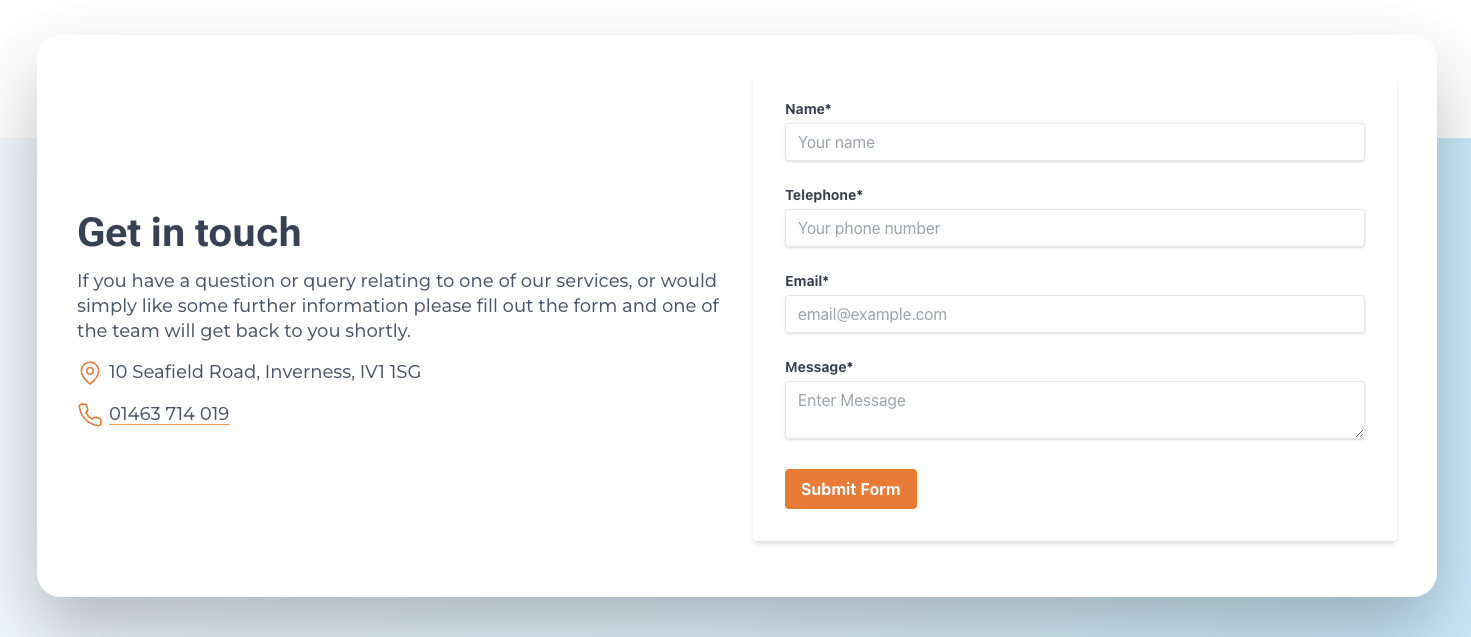 Get in touch
If you have a question or query relating to one of our services, or would
simply like some further information please fill out the form and one of
the team will get back to you shortly.
10 Seafield Road, Inverness, IV1 1SG
01463 714 019
Name*
Your name
Telephone*
Your phone number
Email*
email@example.com
Message*
Enter Message
Submit Form